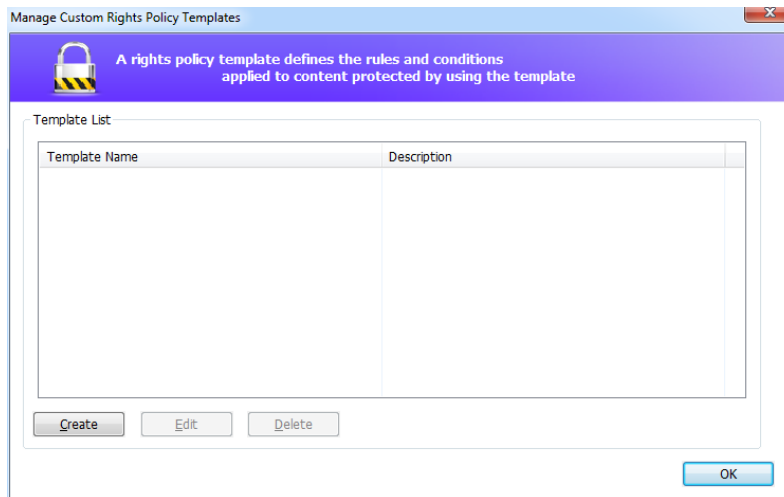 Manage Custom Rights Policy Templates
A rights policy template defines the rules and conditions
applied to content protected by using the template
Template List
Template Name Description
Create Edit Delete
OK